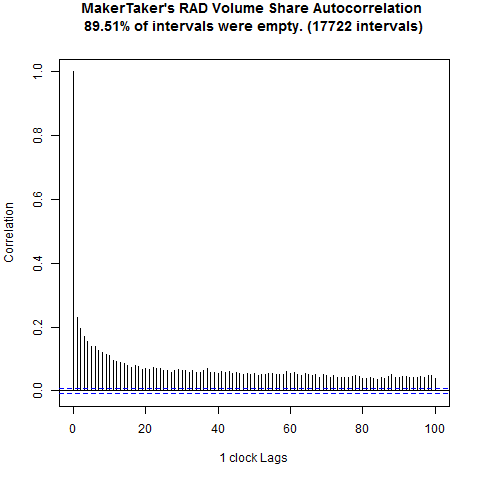 MakerTaker's RAD Volume Share Autocorrelation
89.51% of intervals were empty. (17722 intervals)
Correlation
1.0
0.8
0.6
0.4
0.2
0.0
0 20 40 60 80 100
1 clock Lags